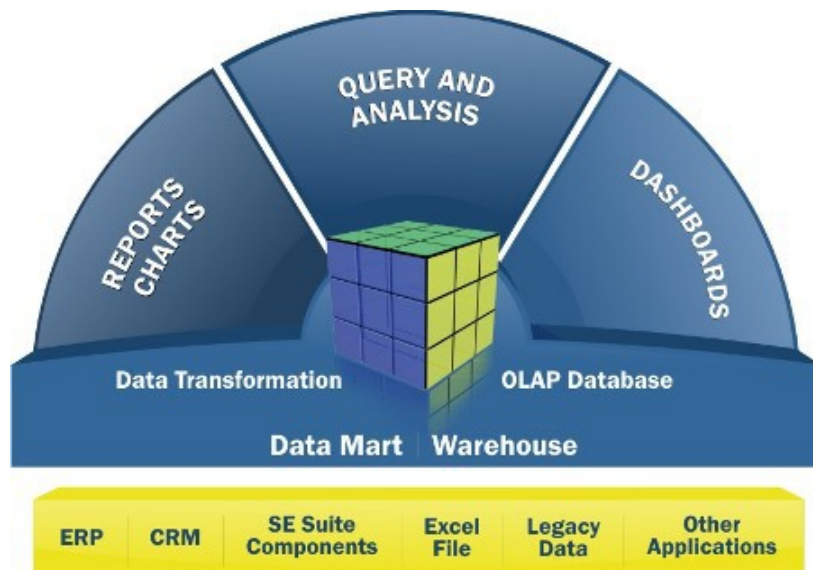 QUERY AND
ANALYSIS
REPORTS
CHARTS
DASHBOARDS
Data Transformation
OLAP Database
Data Mart | Warehouse
ERP
CRM
SE Suite
Components
Excel
File
Legacy
Data
Other
Applications